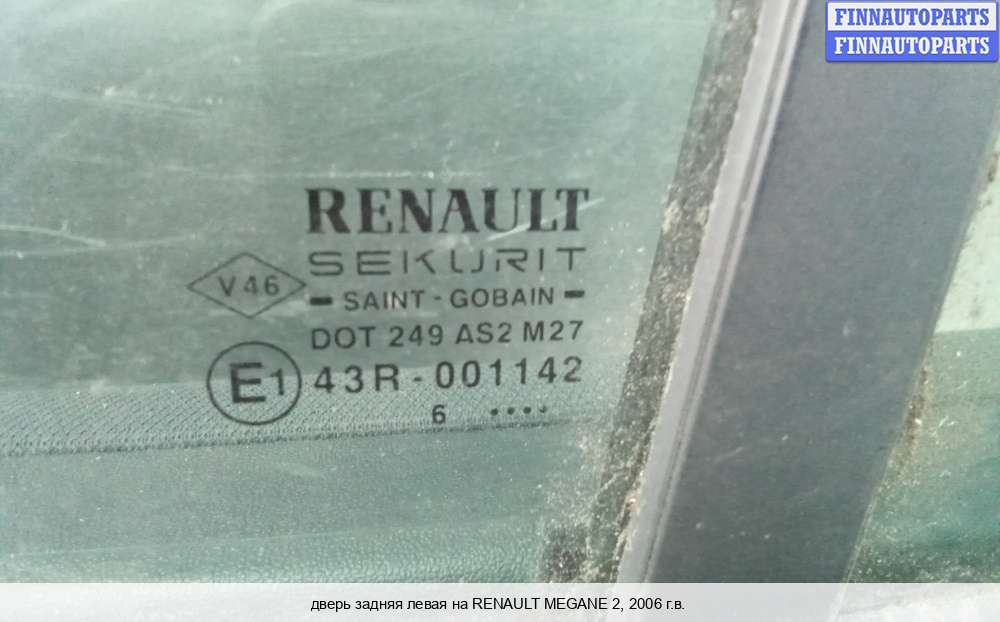 FINNAUTOPARTS
FINNAUTOPARTS
RENAULT
SEKURIT
V46
SAINT - GOBAIN
DOT 249 AS2 M27
E1 43R - 001142
6 ....
дверь задняя левая на RENAULT MEGANE 2, 2006 г.в.